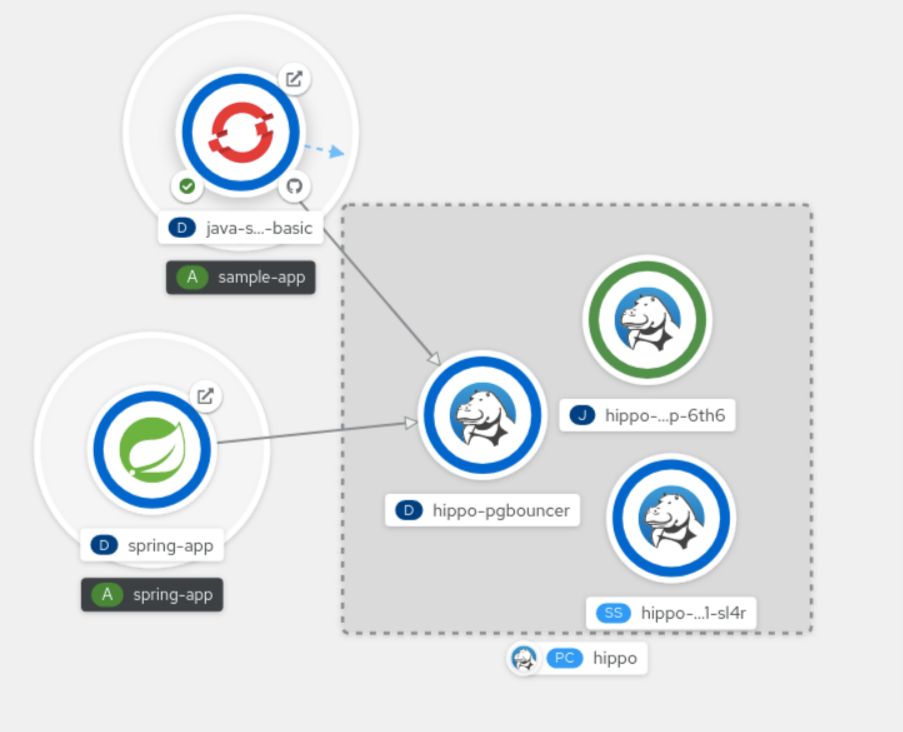 D java-s...-basic
A sample-app
J hippo-...p-6th6
D hippo-pgbouncer
D spring-app
A spring-app
SS hippo-...1-sl4r
PC hippo